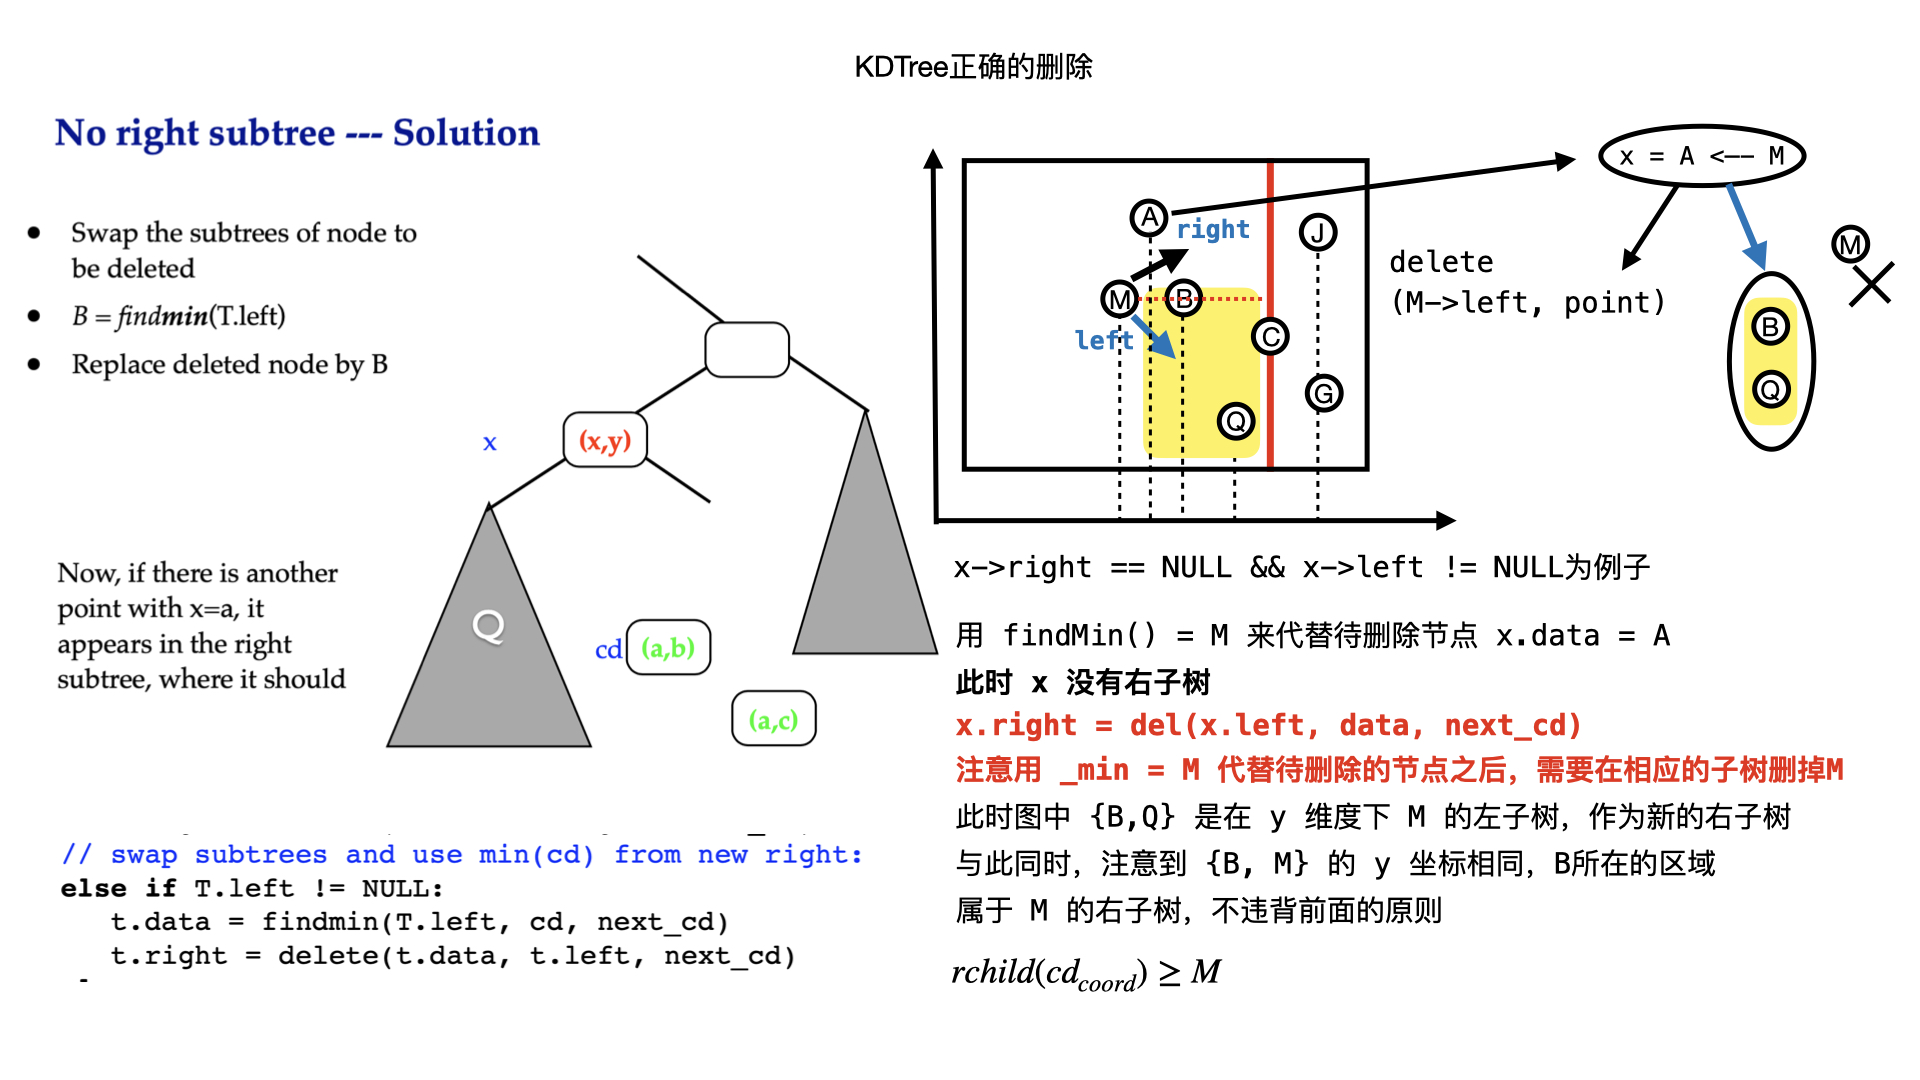 KDTree正确的删除
No right subtree --- Solution
Swap the subtrees of node to
be deleted
B = findmin(T.left)
Replace deleted node by B
x
(x,y)
Q
cd
(a,b)
(a,c)
Now, if there is another
point with x=a, it
appears in the right
subtree, where it should
// swap subtrees and use min(cd) from new right:
else if T.left != NULL:
t.data = findmin(T.left, cd, next_cd)
t.right = delete(t.data, t.left, next_cd)
A
right
J
M
B
left
C
G
Q
x = A <-- M
delete
(M->left, point)
M
B
Q
x->right == NULL && x->left != NULL为例子
用 findMin() = M 来代替待删除节点 x.data = A
此时 x 没有右子树
x.right = del(x.left, data, next_cd)
注意用 _min = M 代替待删除的节点之后，需要在相应的子树删掉M
此时图中 {B,Q} 是在 y 维度下 M 的左子树，作为新的右子树
与此同时，注意到 {B, M} 的 y 坐标相同，B所在的区域
属于 M 的右子树，不违背前面的原则
rchild(cd_coord) ≥ M